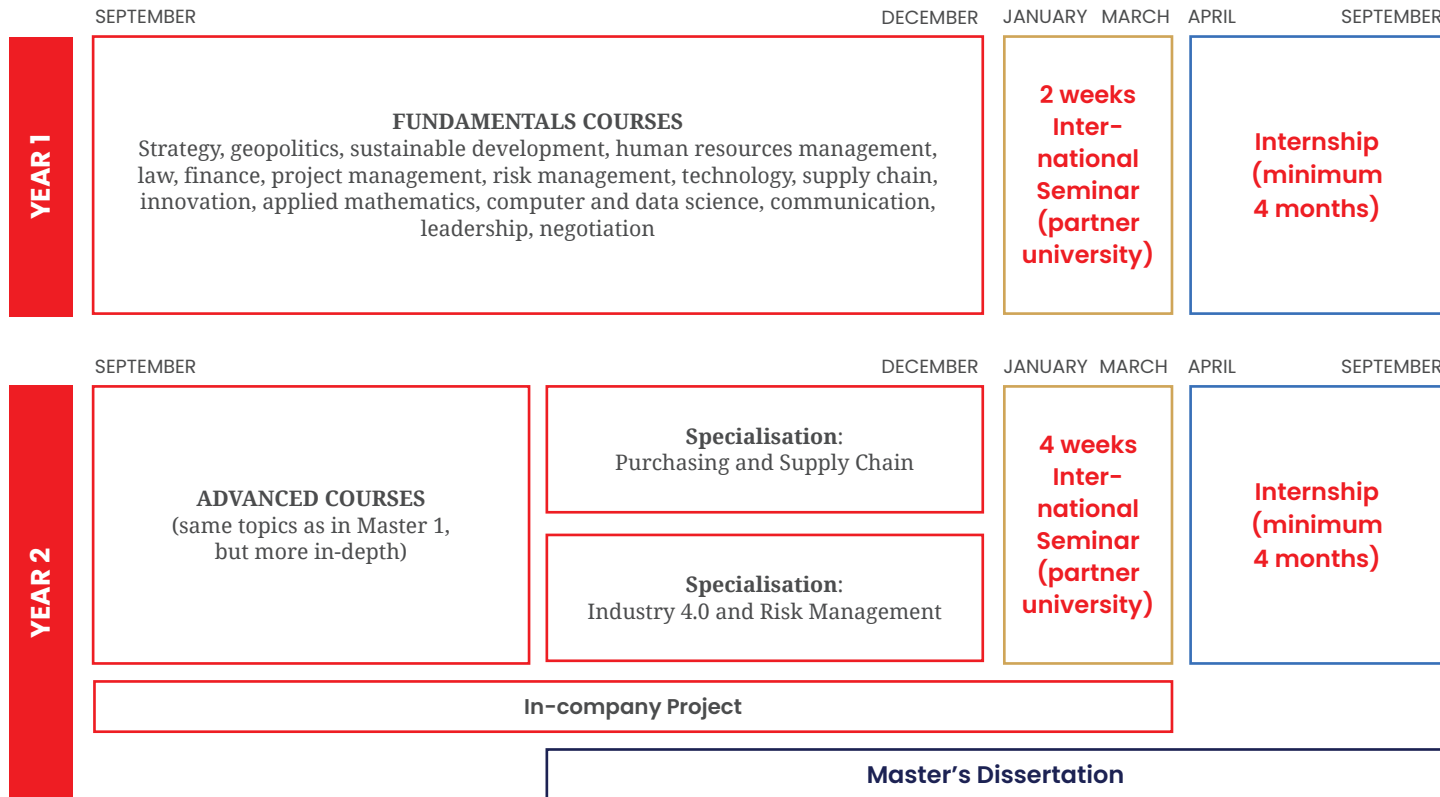 SEPTEMBER DECEMBER JANUARY MARCH APRIL SEPTEMBER
YEAR 1
FUNDAMENTALS COURSES
Strategy, geopolitics, sustainable development, human resources management,
law, finance, project management, risk management, technology, supply chain,
innovation, applied mathematics, computer and data science, communication,
leadership, negotiation
2 weeks
Inter-
national
Seminar
(partner
university)
Internship
(minimum
4 months)
SEPTEMBER DECEMBER JANUARY MARCH APRIL SEPTEMBER
YEAR 2
ADVANCED COURSES
(same topics as in Master 1,
but more in-depth)
Specialisation:
Purchasing and Supply Chain
Specialisation:
Industry 4.0 and Risk Management
4 weeks
Inter-
national
Seminar
(partner
university)
Internship
(minimum
4 months)
In-company Project
Master’s Dissertation